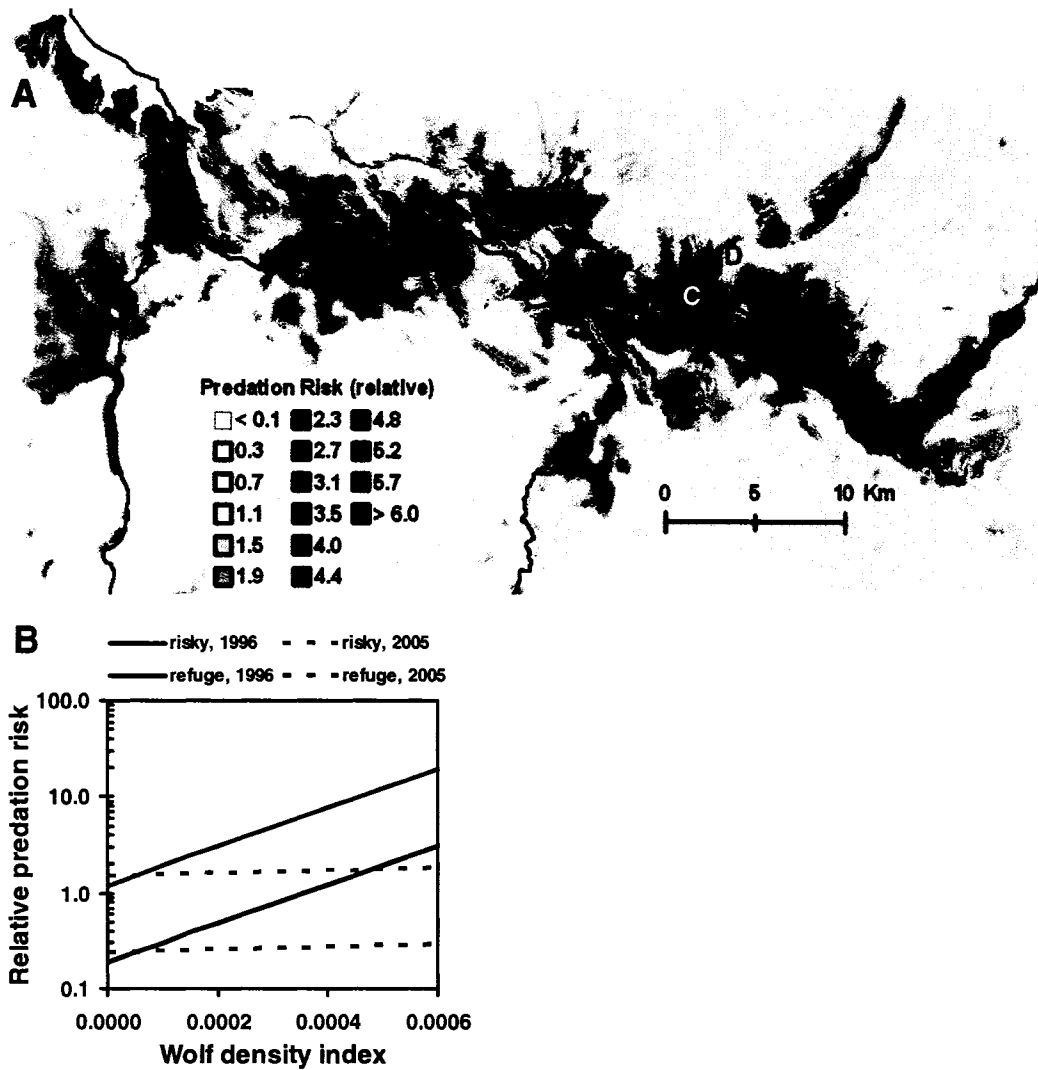 A
D
C
Predation Risk (relative)
< 0.1 2.3 4.8
0.3 2.7 5.2
0.7 3.1 5.7
1.1 3.5 > 6.0
1.5 4.0
1.9 4.4
0 5 10 Km
B
risky, 1996 risky, 2005
refuge, 1996 refuge, 2005
Relative predation risk
100.0
10.0
1.0
0.1
0.0000 0.0002 0.0004 0.0006
Wolf density index